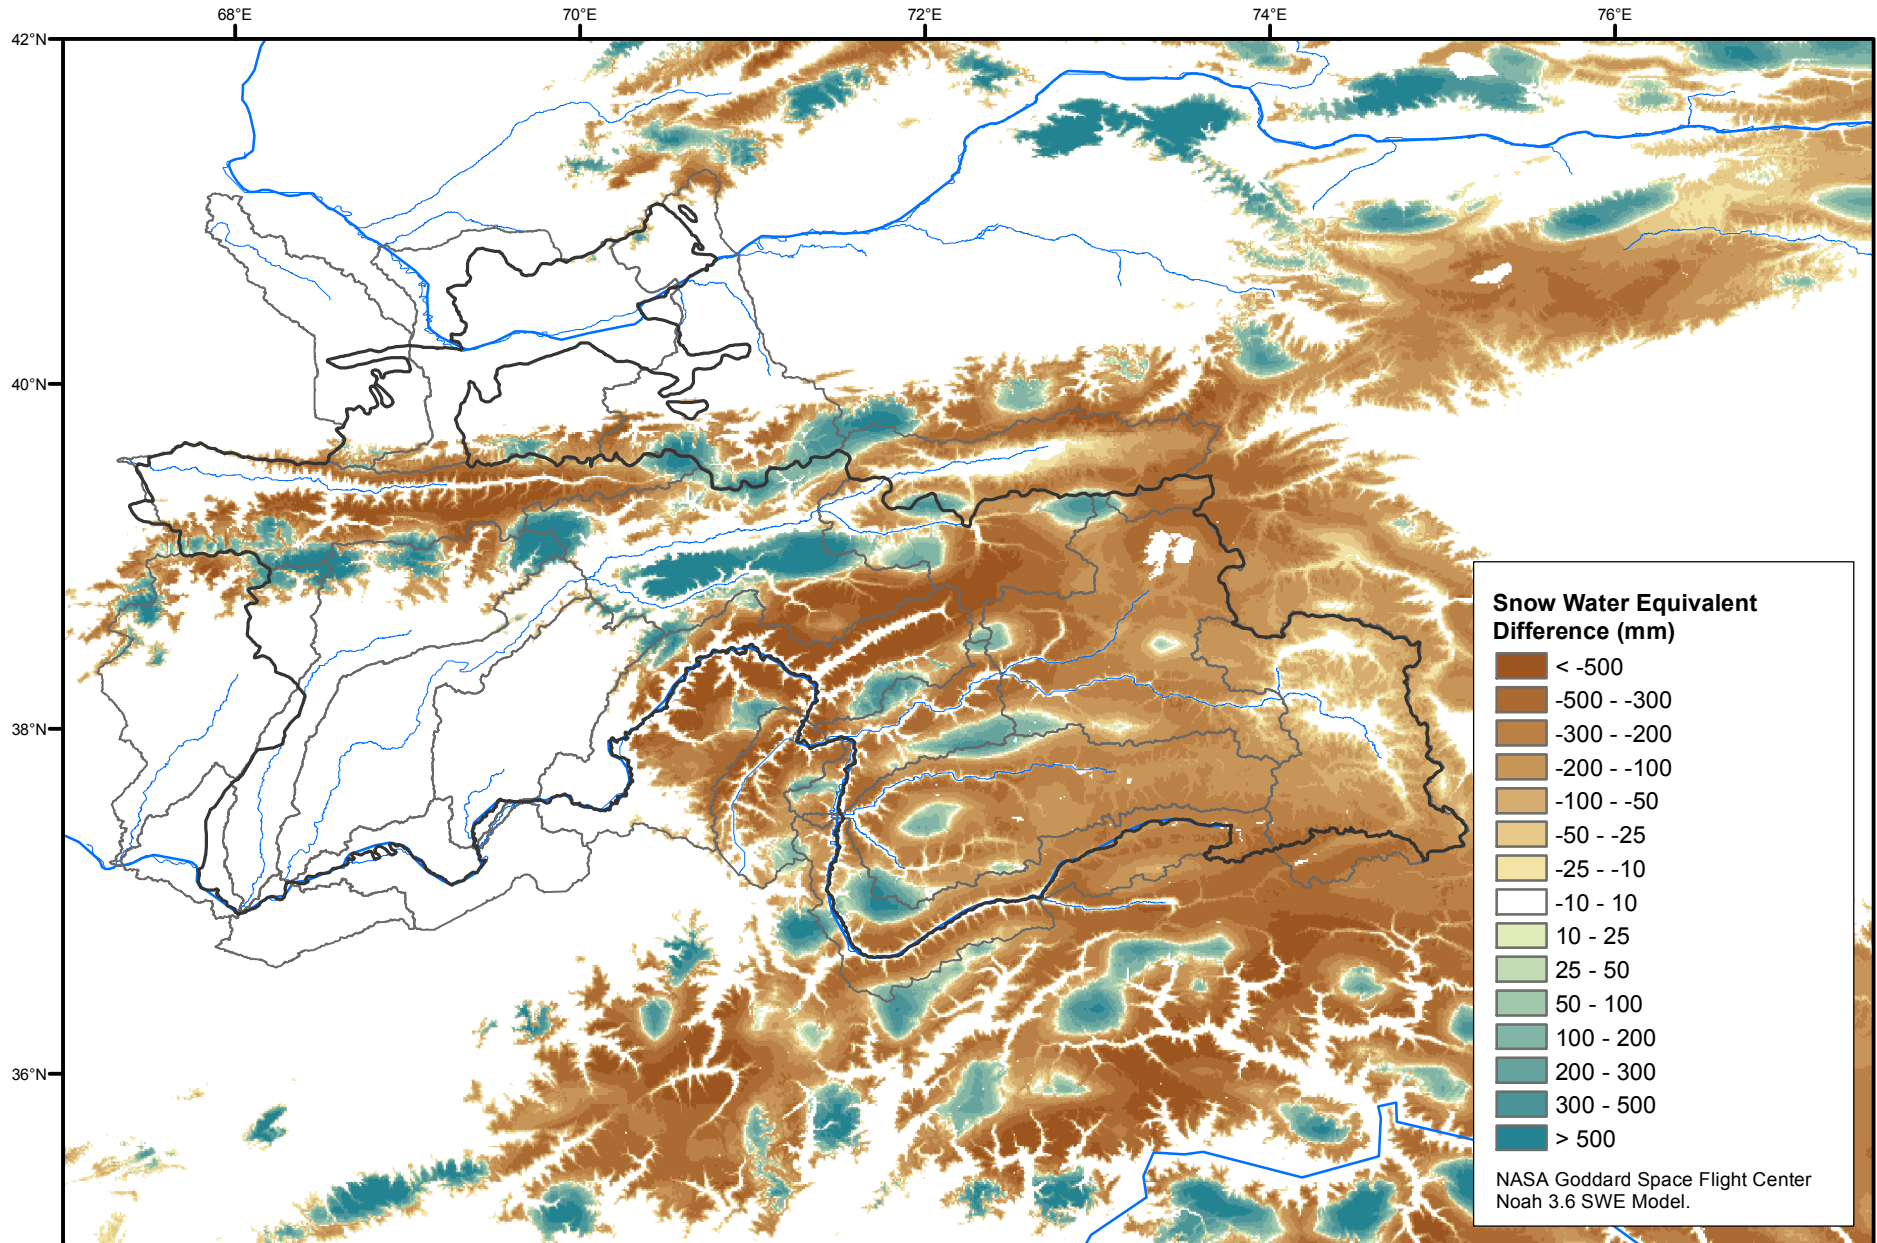 68°E 70°E 72°E 74°E 76°E
42°N
40°N
38°N
36°N
Snow Water Equivalent
Difference (mm)
< -500
-500 - -300
-300 - -200
-200 - -100
-100 - -50
-50 - -25
-25 - -10
-10 - 10
10 - 25
25 - 50
50 - 100
100 - 200
200 - 300
300 - 500
> 500
NASA Goddard Space Flight Center
Noah 3.6 SWE Model.